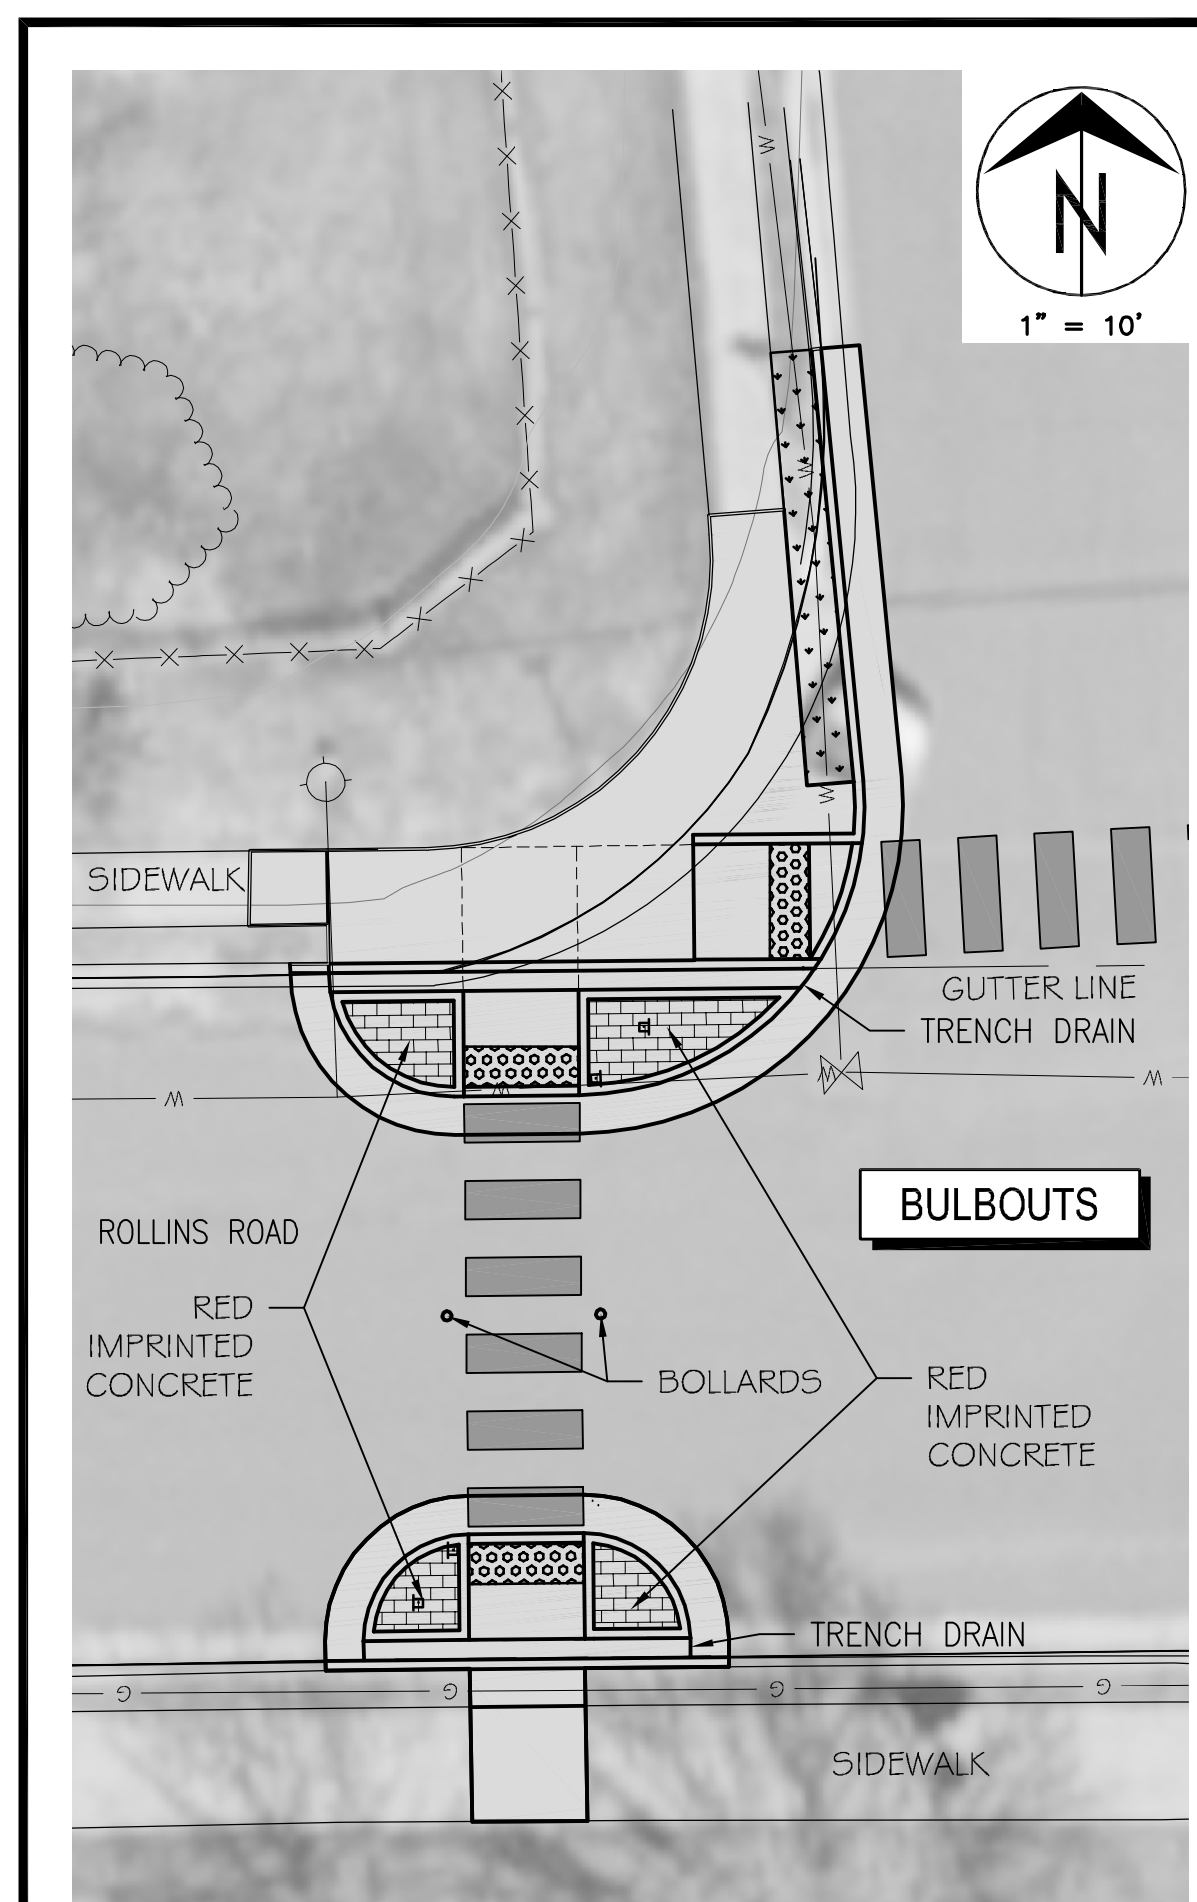 N
1" = 10'
W
W
SIDEWALK
W
GUTTER LINE
TRENCH DRAIN
W
W
W
W
BULBOUTS
ROLLINS ROAD
RED
IMPRINTED
CONCRETE
BOLLARDS
RED
IMPRINTED
CONCRETE
TRENCH DRAIN
G
G
G
G
SIDEWALK